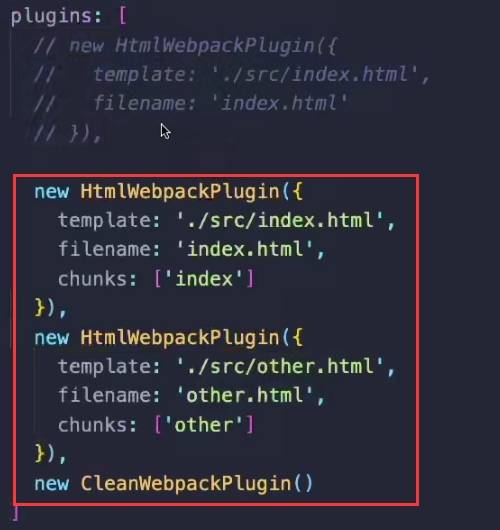 plugins: [
// new HtmlWebpackPlugin({
//   template: './src/index.html',
//   filename: 'index.html'
// }),
new HtmlWebpackPlugin({
template: './src/index.html',
filename: 'index.html',
chunks: ['index']
}),
new HtmlWebpackPlugin({
template: './src/other.html',
filename: 'other.html',
chunks: ['other']
}),
new CleanWebpackPlugin()
]